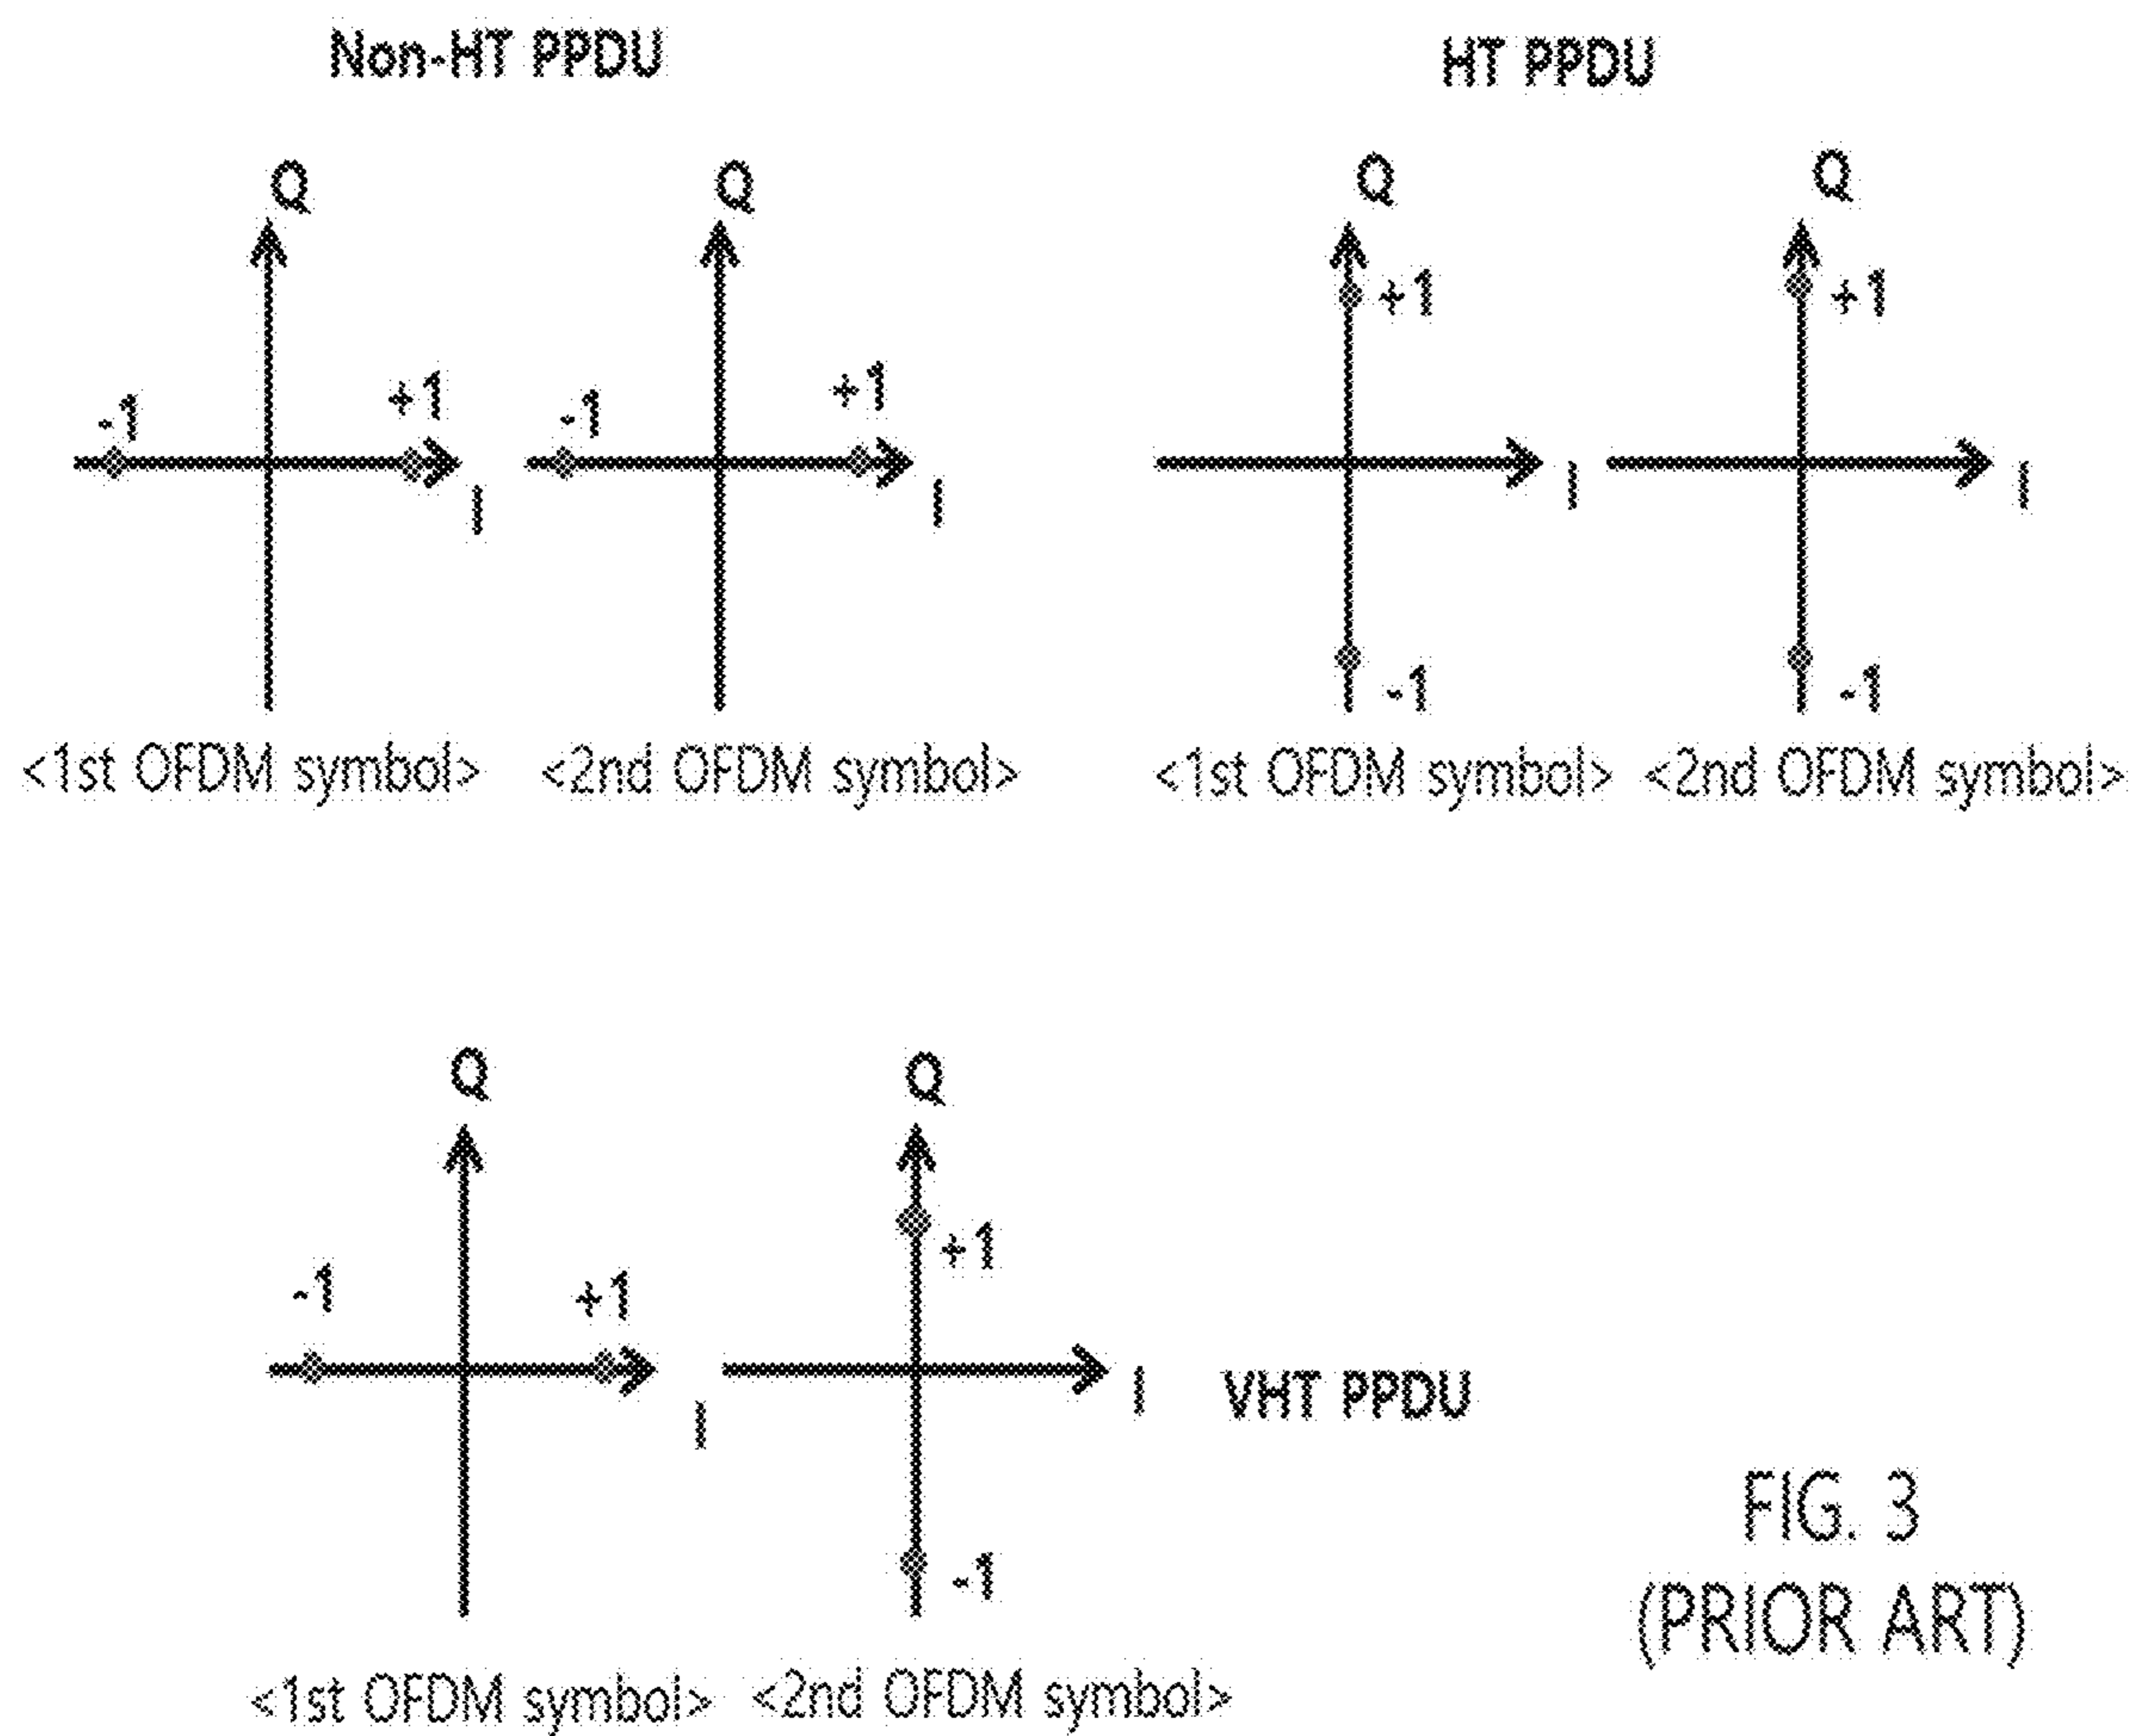 Non-HT PPDU
HT PPDU
Q
Q
Q
Q
+1
+1
-1
+1
-1
+1
I
I
I
I
-1
-1
<1st OFDM symbol>
<2nd OFDM symbol>
<1st OFDM symbol>
<2nd OFDM symbol>
Q
Q
-1
+1
+1
I
I
VHT PPDU
-1
<1st OFDM symbol>
<2nd OFDM symbol>
FIG. 3
(PRIOR ART)